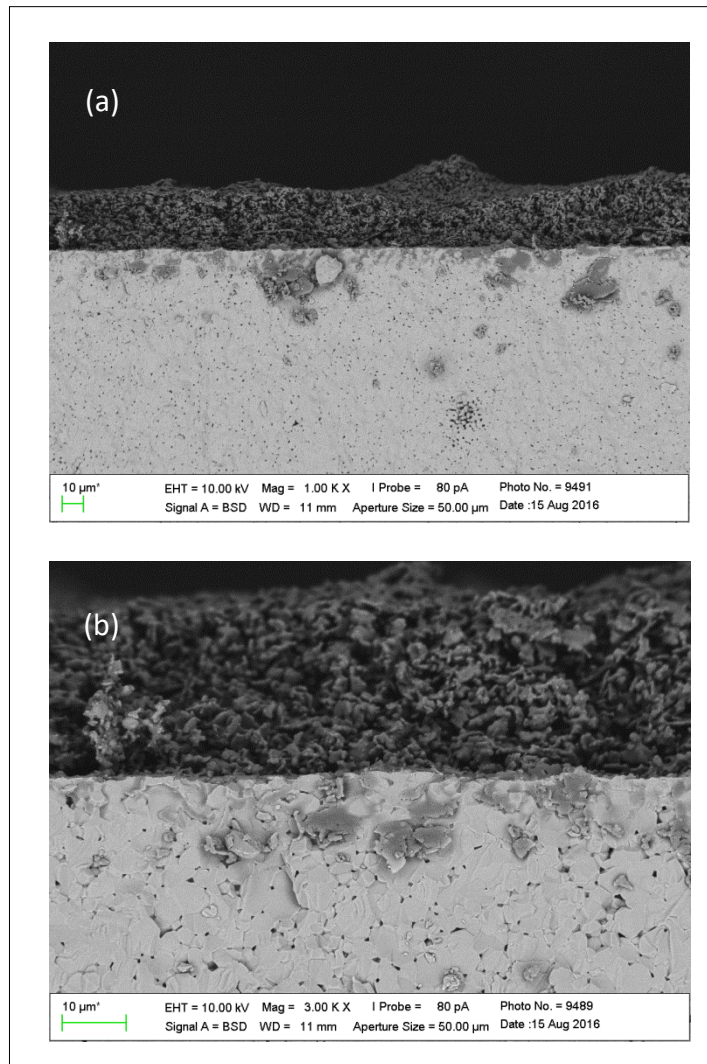 (a)
10 µm* EHT = 10.00 kV Mag = 1.00 K X I Probe = 80 pA Photo No. = 9491
Signal A = BSD WD = 11 mm Aperture Size = 50.00 µm Date :15 Aug 2016
(b)
10 µm* EHT = 10.00 kV Mag = 3.00 K X I Probe = 80 pA Photo No. = 9489
Signal A = BSD WD = 11 mm Aperture Size = 50.00 µm Date :15 Aug 2016